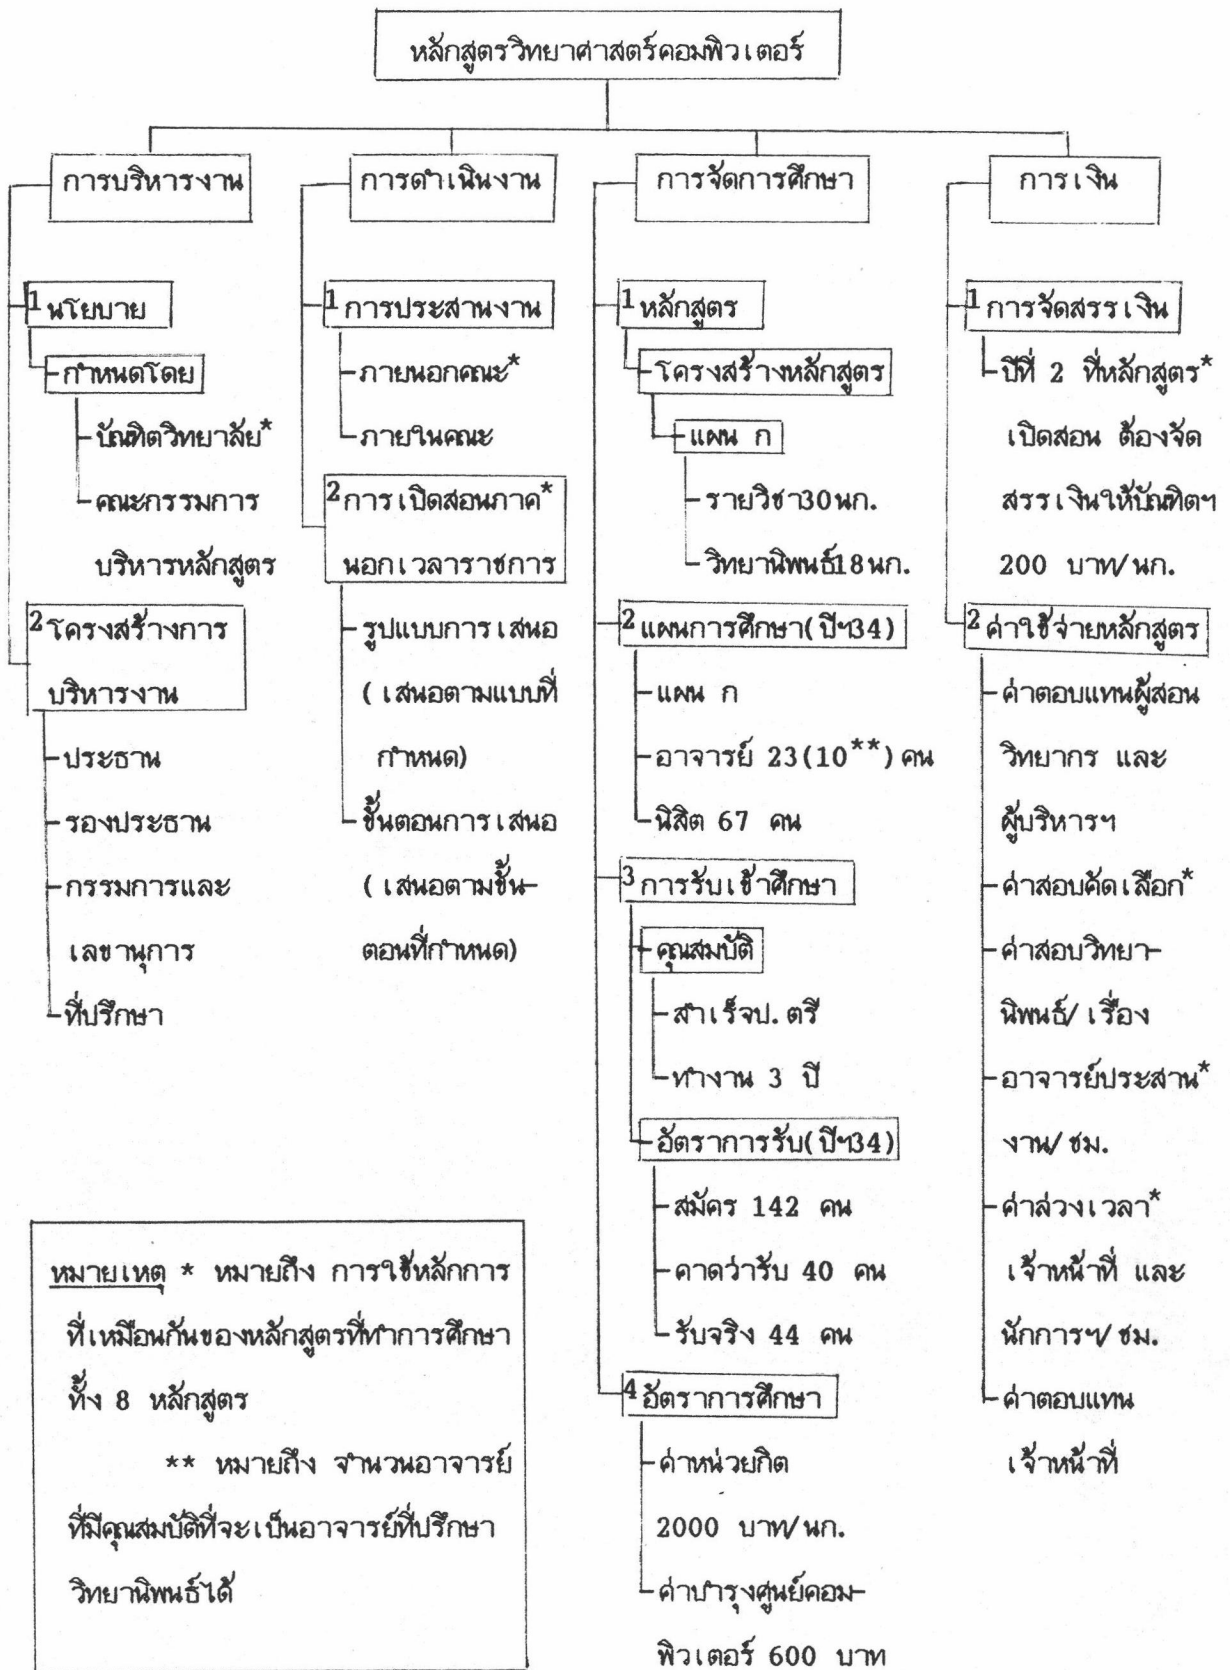 หลักสูตรวิทยาศาสตร์คอมพิวเตอร์
การบริหารงาน
1 นโยบาย
กำหนดโดย
บัณฑิตวิทยาลัย*
คณะกรรมการ
บริหารหลักสูตร
2 โครงสร้างการ
บริหารงาน
ประธาน
รองประธาน
กรรมการและ
เลขานุการ
ที่ปรึกษา
การดำเนินงาน
1 การประสานงาน
ภายนอกคณะ*
ภายในคณะ
2 การเปิดสอนภาค*
นอกเวลาราชการ
รูปแบบการเสนอ
(เสนอตามแบบที่
กำหนด)
ขั้นตอนการเสนอ
(เสนอตามขั้น-
ตอนที่กำหนด)
การจัดการศึกษา
1 หลักสูตร
โครงสร้างหลักสูตร
แผน ก
รายวิชา30นก.
วิทยานิพนธ์18นก.
2 แผนการศึกษา(ปีฯ34)
แผน ก
อาจารย์ 23(10**)คน
นิสิต 67 คน
3 การรับเข้าศึกษา
คุณสมบัติ
สำเร็จป.ตรี
ทำงาน 3 ปี
อัตราการรับ(ปีฯ34)
สมัคร 142 คน
คาดว่ารับ 40 คน
รับจริง 44 คน
4 อัตราการศึกษา
ค่าหน่วยกิต
2000 บาท/นก.
ค่าบำรุงศูนย์คอม-
พิวเตอร์ 600 บาท
การเงิน
1 การจัดสรรเงิน
ปีที่ 2 ที่หลักสูตร*
เปิดสอน ต้องจัด
สรรเงินให้บัณฑิตฯ
200 บาท/นก.
2 ค่าใช้จ่ายหลักสูตร
ค่าตอบแทนผู้สอน
วิทยากร และ
ผู้บริหารฯ
ค่าสอบคัดเลือก*
ค่าสอบวิทยา-
นิพนธ์/เรื่อง
อาจารย์ประสาน*
งาน/ชม.
ค่าล่วงเวลา*
เจ้าหน้าที่ และ
นักการฯ/ชม.
ค่าตอบแทน
เจ้าหน้าที่
หมายเหตุ * หมายถึง การใช้หลักการ
ที่เหมือนกันของหลักสูตรที่ทำการศึกษา
ทั้ง 8 หลักสูตร
** หมายถึง จำนวนอาจารย์
ที่มีคุณสมบัติที่จะเป็นอาจารย์ที่ปรึกษา
วิทยานิพนธ์ได้